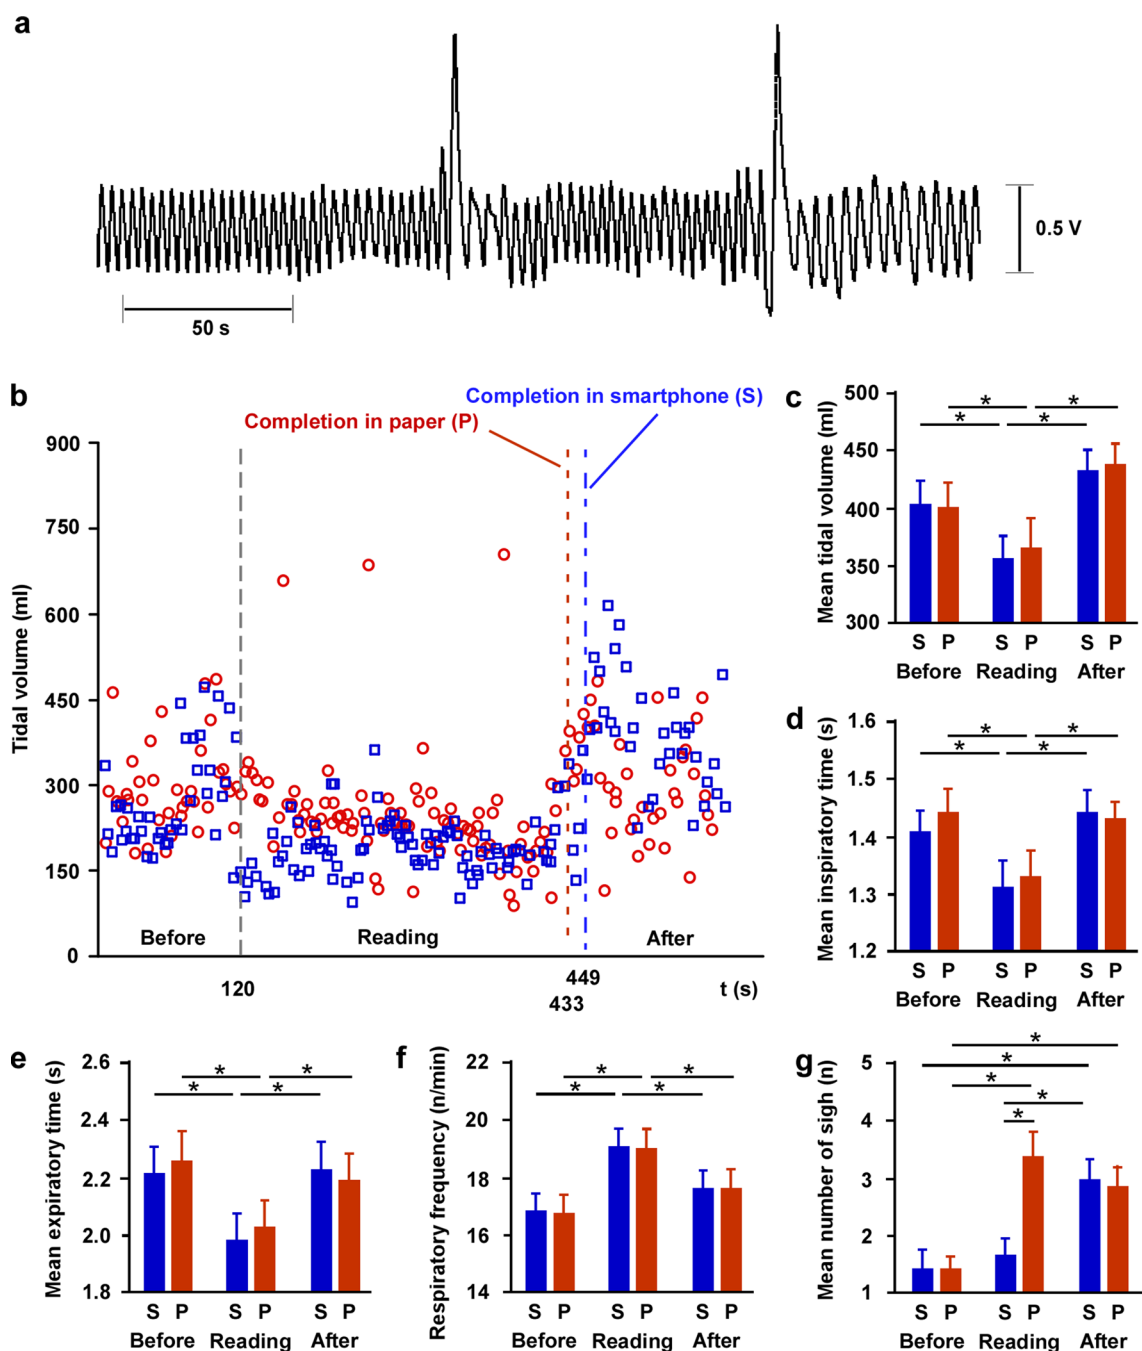 a
0.5 V
50 s
b
Completion in smartphone (S)
Completion in paper (P)
Tidal volume (ml)
900
750
600
450
300
150
0
Before
Reading
After
120
449
433
t (s)
c
Mean tidal volume (ml)
500
450
400
350
300
* *
* *
S P S P S P
Before Reading After
d
Mean inspiratory time (s)
1.6
1.5
1.4
1.3
1.2
* *
* *
S P S P S P
Before Reading After
e
Mean expiratory time (s)
2.6
2.4
2.2
2.0
1.8
* *
* *
S P S P S P
Before Reading After
f
Respiratory frequency (n/min)
22
20
18
16
14
* *
* *
S P S P S P
Before Reading After
g
Mean number of sigh (n)
5
4
3
2
1
*
*
*
*
*
S P S P S P
Before Reading After